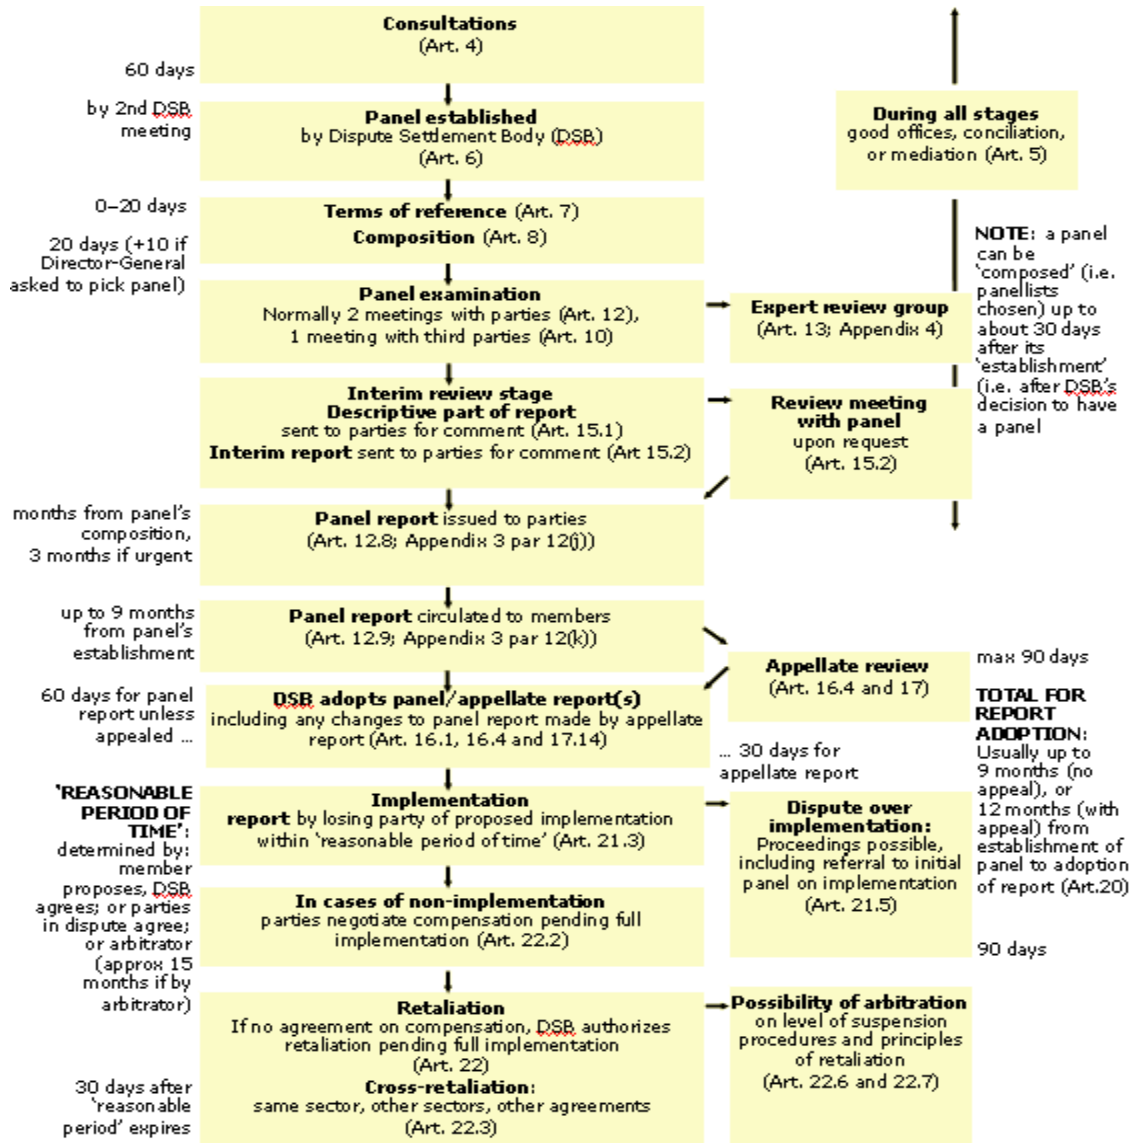 Consultations
(Art. 4)
60 days
by 2nd DSB
meeting
Panel established
by Dispute Settlement Body (DSB)
(Art. 6)
During all stages
good offices, conciliation,
or mediation (Art. 5)
0–20 days
20 days (+10 if
Director-General
asked to pick panel)
Terms of reference (Art. 7)
Composition (Art. 8)
NOTE: a panel
can be
‘composed’ (i.e.
panellists
chosen) up to
about 30 days
after its
‘establishment’
(i.e. after DSB’s
decision to have
a panel
Panel examination
Normally 2 meetings with parties (Art. 12),
1 meeting with third parties (Art. 10)
Expert review group
(Art. 13; Appendix 4)
Interim review stage
Descriptive part of report
sent to parties for comment (Art. 15.1)
Interim report sent to parties for comment (Art 15.2)
Review meeting
with panel
upon request
(Art. 15.2)
months from panel’s
composition,
3 months if urgent
Panel report issued to parties
(Art. 12.8; Appendix 3 par 12(j))
up to 9 months
from panel’s
establishment
Panel report circulated to members
(Art. 12.9; Appendix 3 par 12(k))
Appellate review
(Art. 16.4 and 17)
max 90 days
60 days for panel
report unless
appealed ...
DSB adopts panel/appellate report(s)
including any changes to panel report made by appellate
report (Art. 16.1, 16.4 and 17.14)
... 30 days for
appellate report
TOTAL FOR
REPORT
ADOPTION:
Usually up to
9 months (no
appeal), or
12 months (with
appeal) from
establishment of
panel to adoption
of report (Art.20)
‘REASONABLE
PERIOD OF
TIME’:
determined by:
member
proposes, DSB
agrees; or parties
in dispute agree;
or arbitrator
(approx 15
months if by
arbitrator)
Implementation
report by losing party of proposed implementation
within ‘reasonable period of time’ (Art. 21.3)
Dispute over
implementation:
Proceedings possible,
including referral to initial
panel on implementation
(Art. 21.5)
90 days
In cases of non-implementation
parties negotiate compensation pending full
implementation (Art. 22.2)
Retaliation
If no agreement on compensation, DSB authorizes
retaliation pending full implementation
(Art. 22)
Cross-retaliation:
same sector, other sectors, other agreements
(Art. 22.3)
Possibility of arbitration
on level of suspension
procedures and principles
of retaliation
(Art. 22.6 and 22.7)
30 days after
‘reasonable
period’ expires